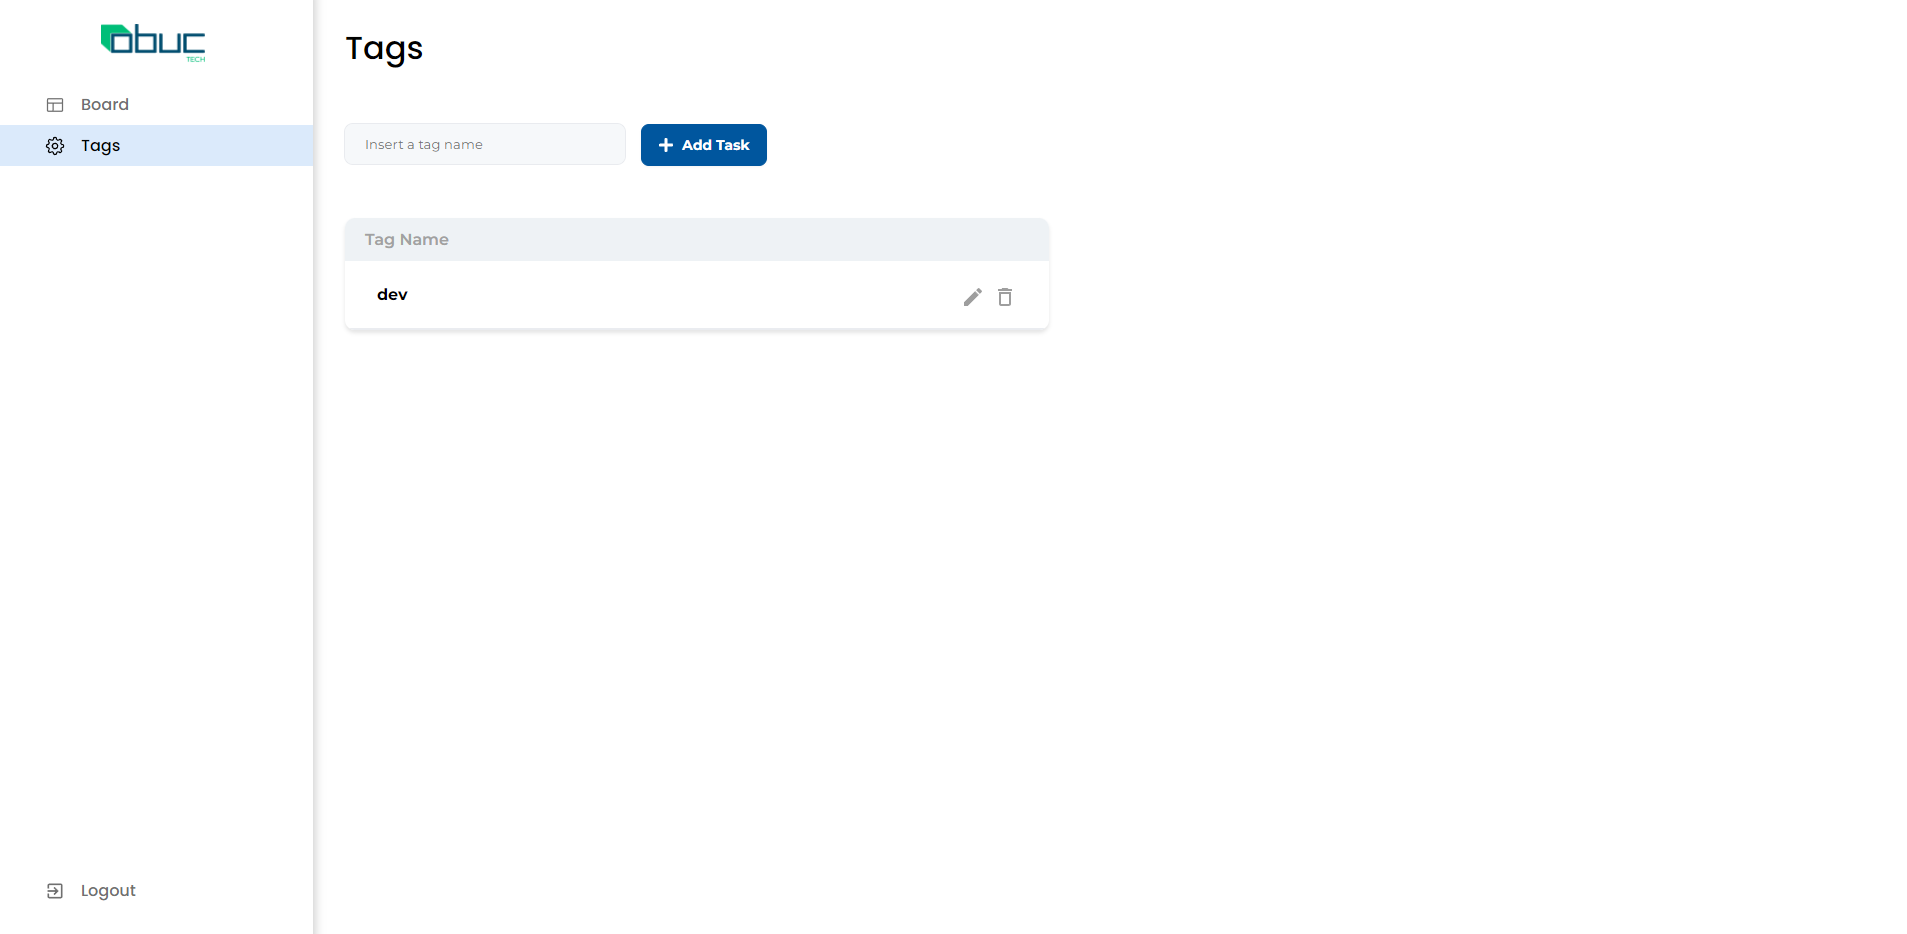 obuc
TECH
Board
Tags
Logout
Tags
Insert a tag name
Add Task
Tag Name
dev